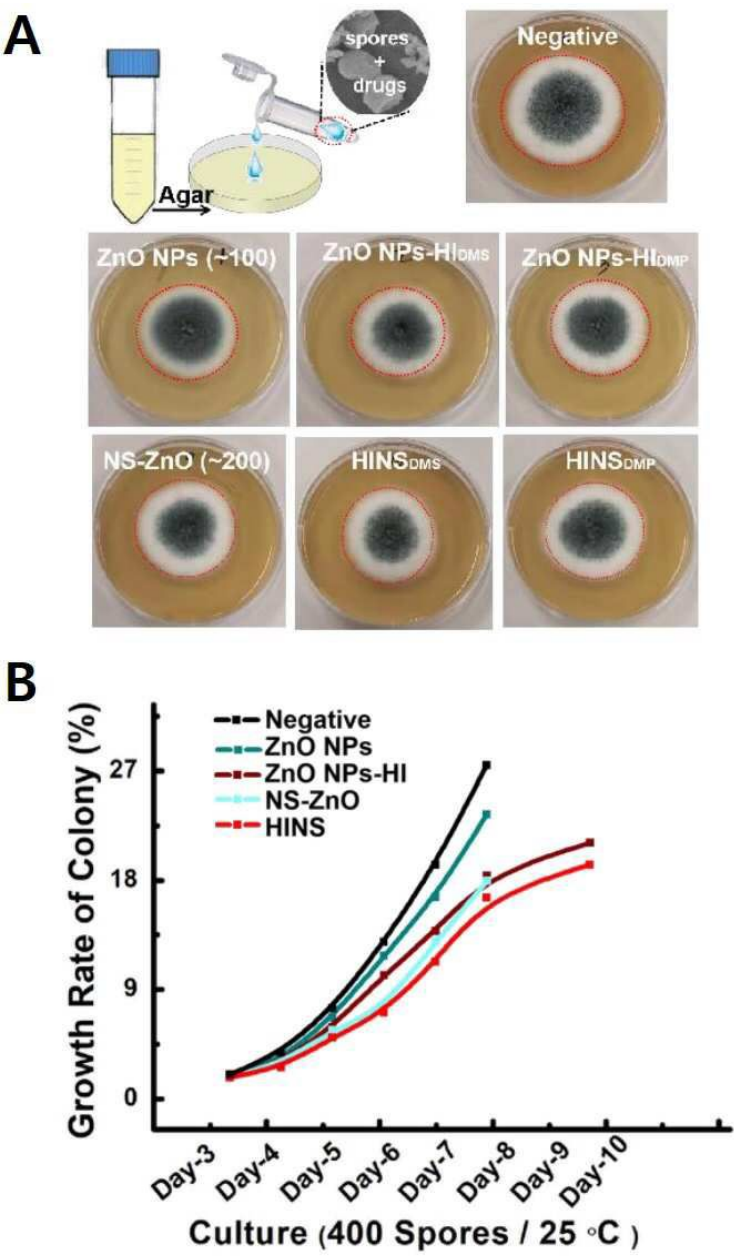 A
spores
+
drugs
Agar
Negative
ZnO NPs (~100)
ZnO NPs-HIDMS
ZnO NPs-HIDMP
NS-ZnO (~200)
HINSDMS
HINSDMP
B
Growth Rate of Colony (%)
27
18
9
0
Negative
ZnO NPs
ZnO NPs-HI
NS-ZnO
HINS
Day-3
Day-4
Day-5
Day-6
Day-7
Day-8
Day-9
Day-10
Culture (400 Spores / 25 °C )